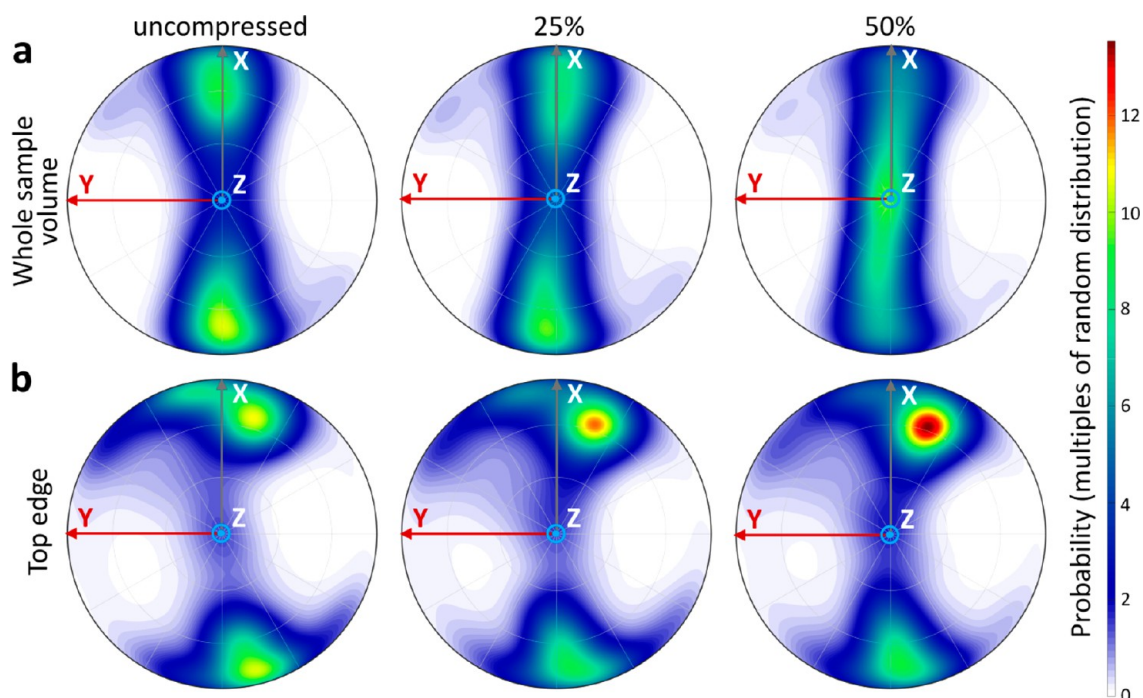 uncompressed 25% 50%
a
Whole sample
volume
X
Y
Z
X
Y
Z
X
Y
Z
b
Top edge
X
Y
Z
X
Y
Z
X
Y
Z
Probability (multiples of random distribution)
12
10
8
6
4
2
0